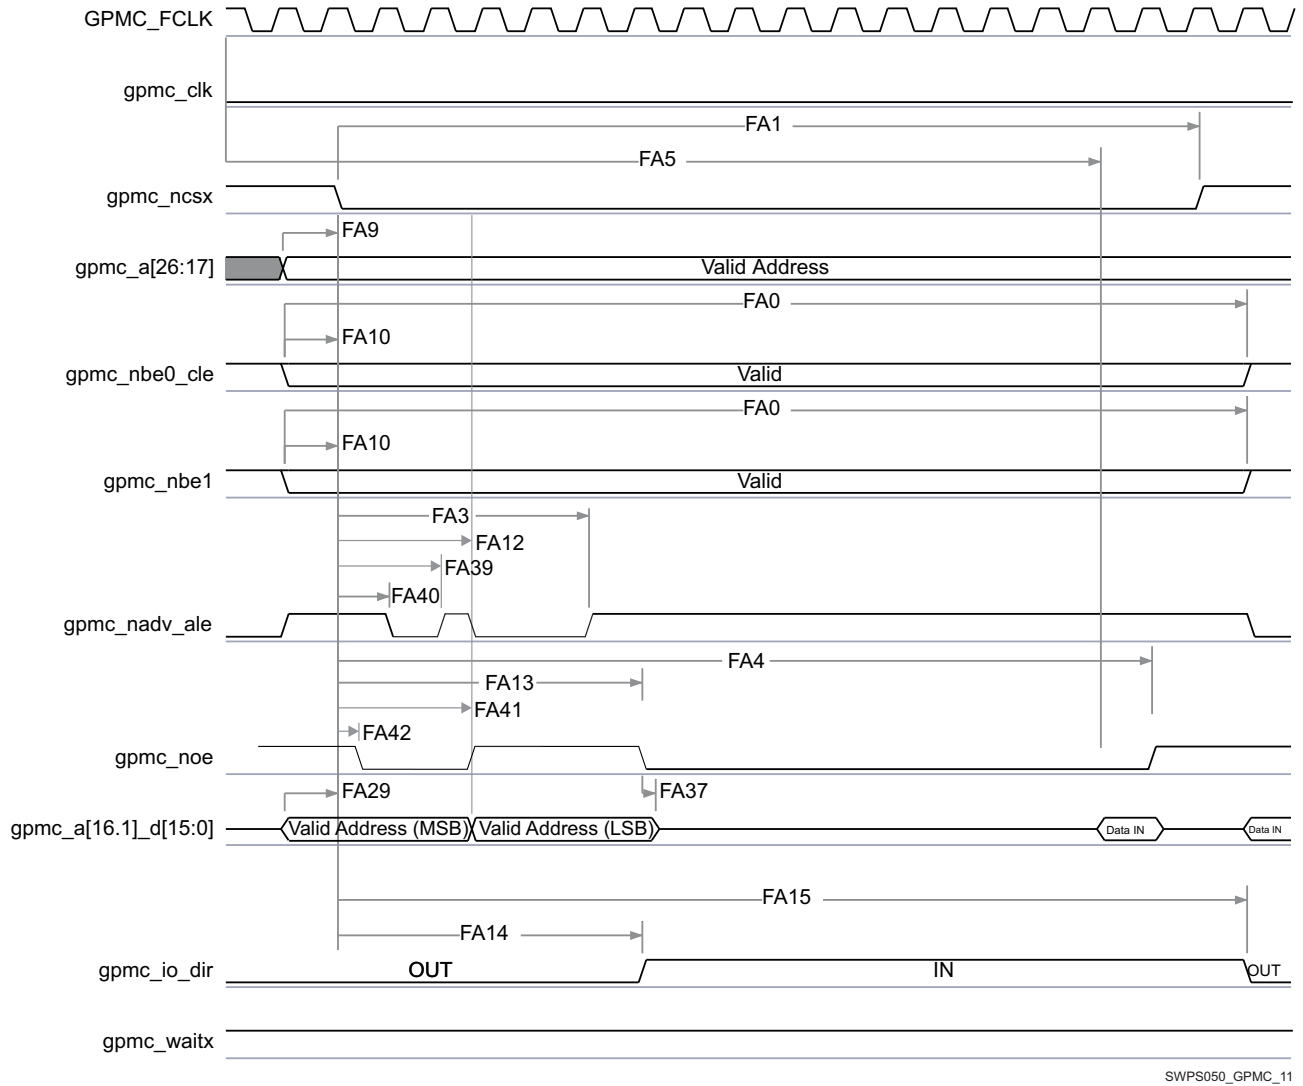 GPMC_FCLK
gpmc_clk
FA1
FA5
gpmc_ncsx
FA9
gpmc_a[26:17]
Valid Address
FA0
FA10
gpmc_nbe0_cle
Valid
FA0
FA10
gpmc_nbe1
Valid
FA3
FA12
FA39
FA40
gpmc_nadv_ale
FA4
FA13
FA41
FA42
gpmc_noe
FA29
FA37
gpmc_a[16.1]_d[15:0]
Valid Address (MSB)
Valid Address (LSB)
Data IN
Data IN
FA15
FA14
gpmc_io_dir
OUT
IN
OUT
gpmc_waitx
SWPS050_GPMC_11